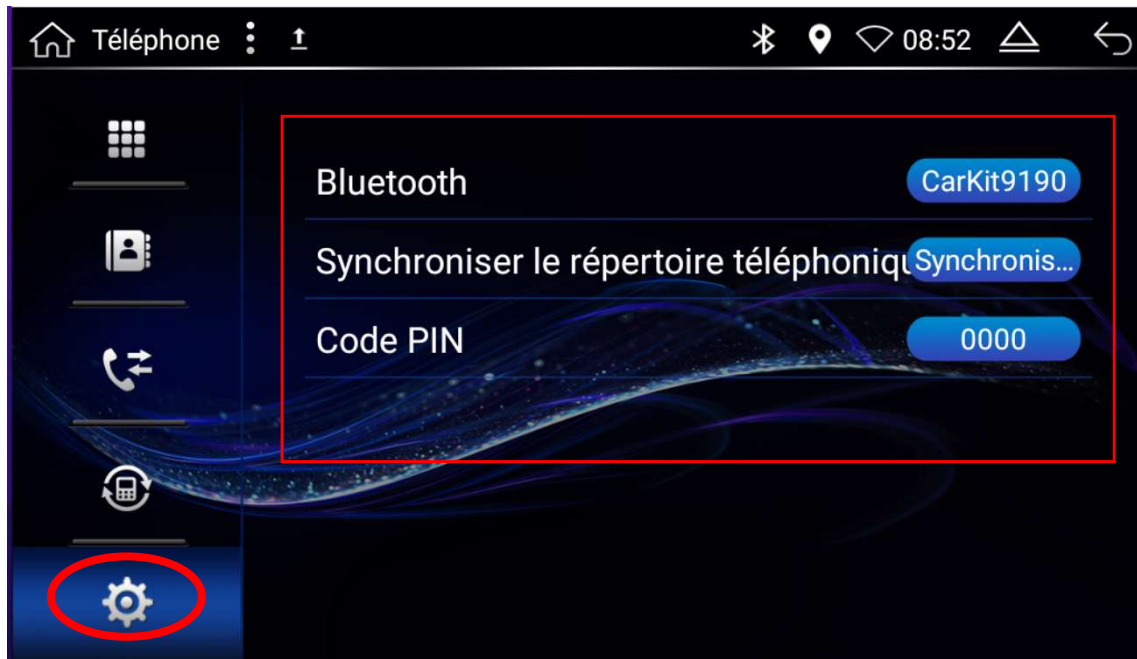 Téléphone 08:52
Bluetooth CarKit9190
Synchroniser le répertoire téléphoniqu Synchronis...
Code PIN 0000